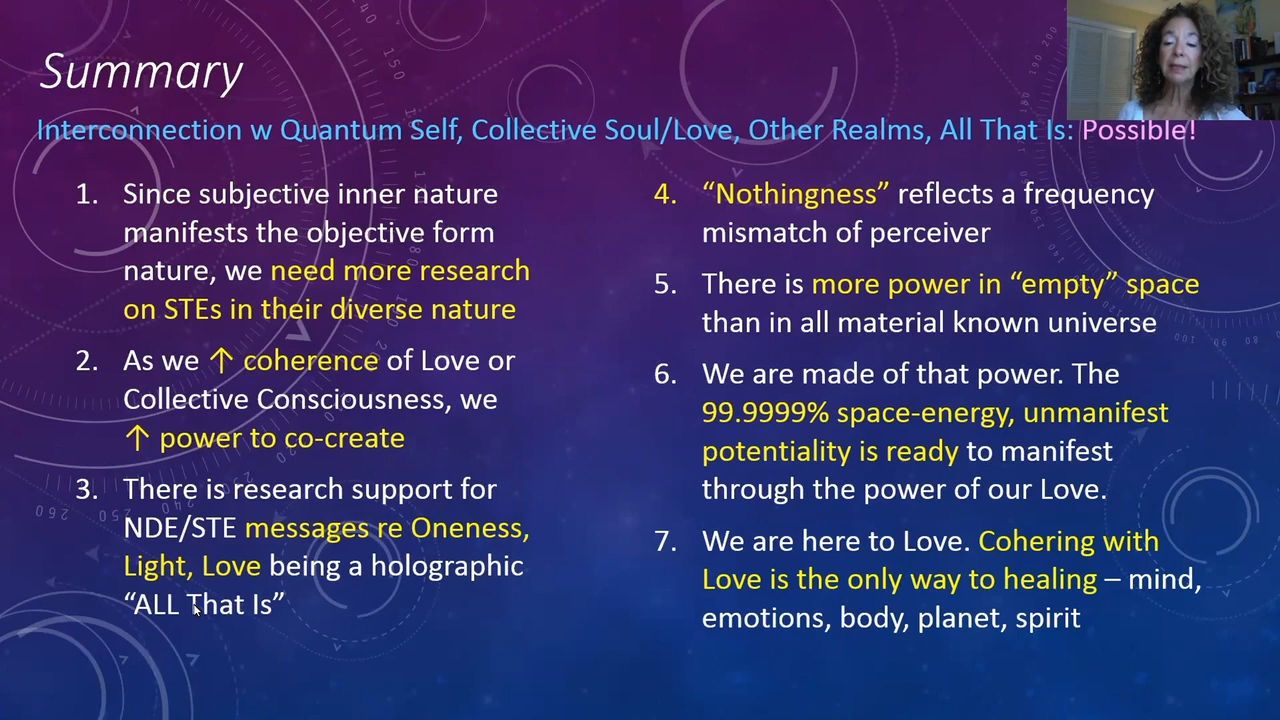 Summary
Interconnection w Quantum Self, Collective Soul/Love, Other Realms, All That Is: Possible!
1. Since subjective inner nature
manifests the objective form
nature, we need more research
on STEs in their diverse nature
2. As we ↑ coherence of Love or
Collective Consciousness, we
↑ power to co-create
3. There is research support for
NDE/STE messages re Oneness,
Light, Love being a holographic
“ALL That Is”
4. “Nothingness” reflects a frequency
mismatch of perceiver
5. There is more power in “empty” space
than in all material known universe
6. We are made of that power. The
99.9999% space-energy, unmanifest
potentiality is ready to manifest
through the power of our Love.
7. We are here to Love. Cohering with
Love is the only way to healing – mind,
emotions, body, planet, spirit